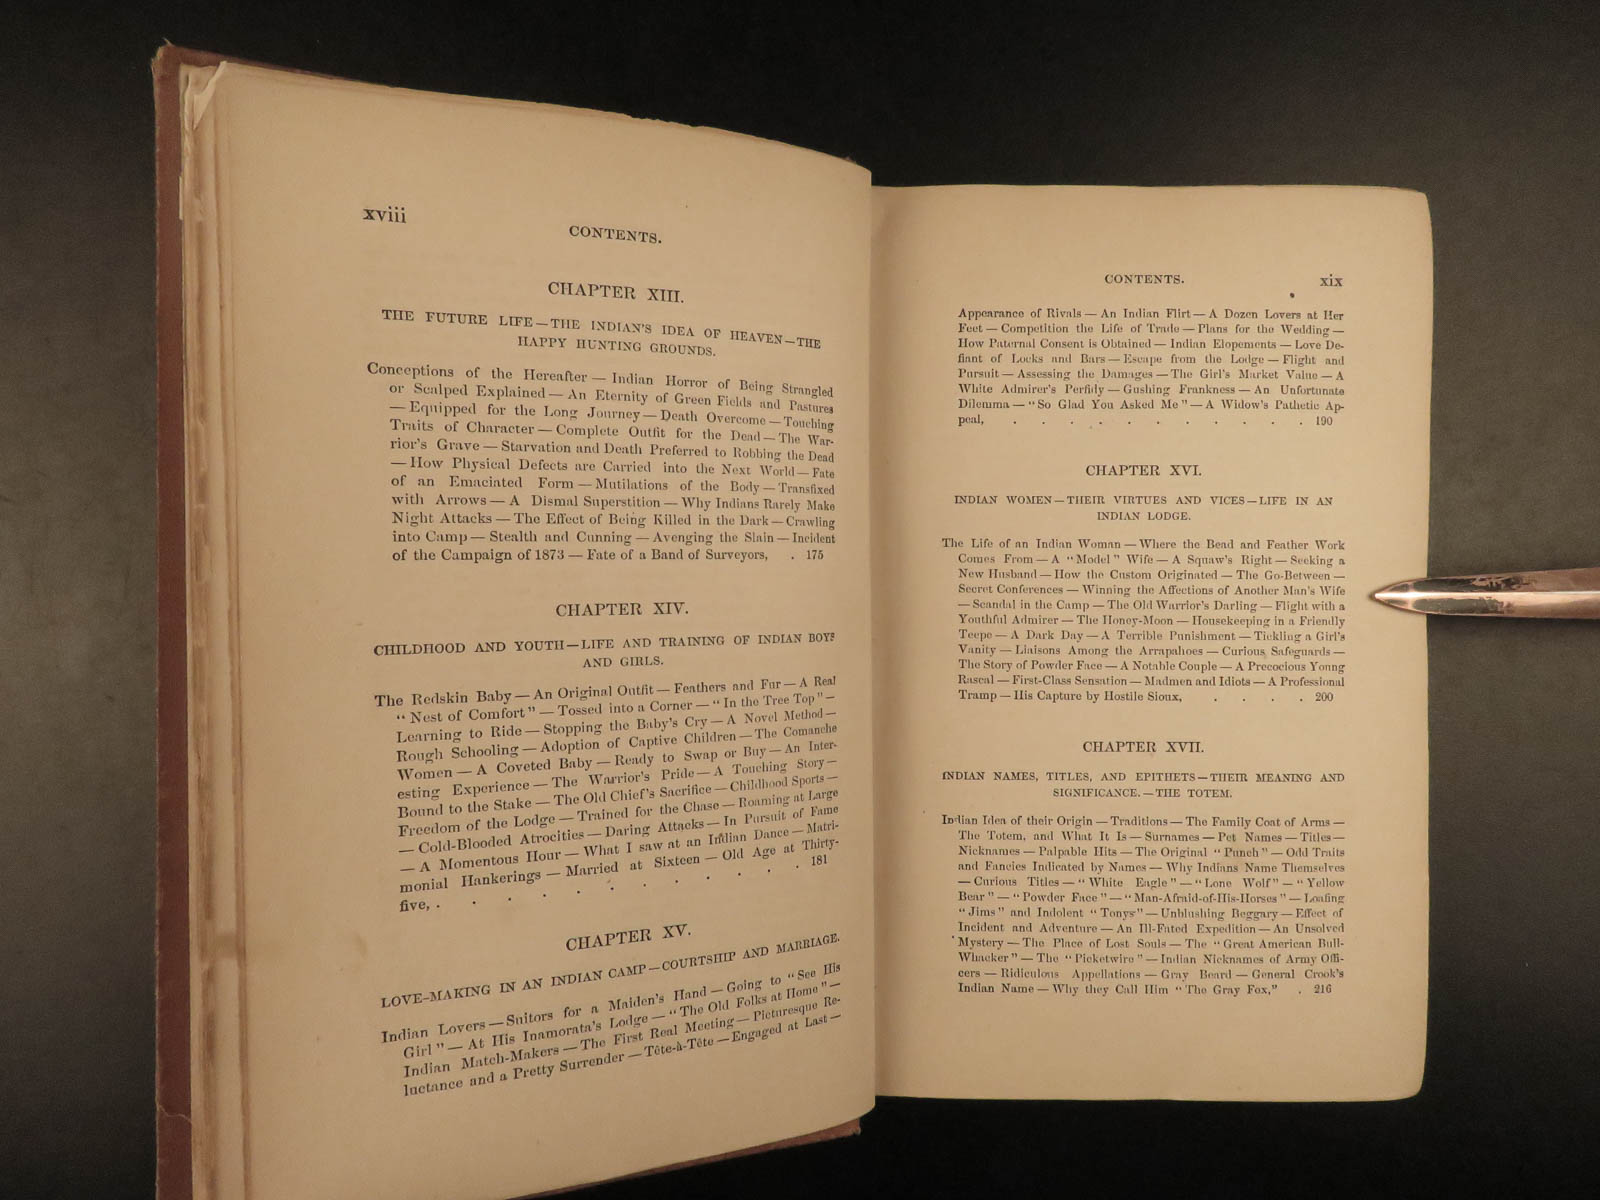 xviii
CONTENTS.
CHAPTER XIII.
THE FUTURE LIFE—THE INDIAN'S IDEA OF HEAVEN—THE
HAPPY HUNTING GROUNDS.
Conceptions of the Hereafter — Indian Horror of Being Strangled
or Scalped Explained — An Eternity of Green Fields and Pastures
— Equipped for the Long Journey — Death Overcome — Touching
Traits of Character — Complete Outfit for the Dead — The War-
rior's Grave — Starvation and Death Preferred to Robbing the Dead
— How Physical Defects are Carried into the Next World — Fate
of an Emaciated Form — Mutilations of the Body — Transfixed
with Arrows — A Dismal Superstition — Why Indians Rarely Make
Night Attacks — The Effect of Being Killed in the Dark — Crawling
into Camp — Stealth and Cunning — Avenging the Slain — Incident
of the Campaign of 1873 — Fate of a Band of Surveyors, . 175
CHAPTER XIV.
CHILDHOOD AND YOUTH—LIFE AND TRAINING OF INDIAN BOYS
AND GIRLS.
The Redskin Baby — An Original Outfit — Feathers and Fur — A Real
"Nest of Comfort" — Tossed into a Corner — "In the Tree Top" —
Learning to Ride — Stopping the Baby's Cry — A Novel Method —
Rough Schooling — Adoption of Captive Children — The Comanche
Women — A Coveted Baby — Ready to Swap or Buy — An Inter-
esting Experience — The Warrior's Pride — A Touching Story —
Bound to the Stake — The Old Chief's Sacrifice — Childhood Sports —
Freedom of the Lodge — Trained for the Chase — Roaming at Large
— Cold-Blooded Atrocities — Daring Attacks — In Pursuit of Fame
— A Momentous Hour — What I saw at an Indian Dance — Matri-
monial Hankerings — Married at Sixteen — Old Age at Thirty-
five, . . . . . . . . . 181
CHAPTER XV.
LOVE-MAKING IN AN INDIAN CAMP—COURTSHIP AND MARRIAGE.
Indian Lovers — Suitors for a Maiden's Hand — Going to "See His
Girl" — At His Inamorata's Lodge — "The Old Folks at Home" —
Indian Match-Makers — The First Real Meeting — Picturesque Re-
luctance and a Pretty Surrender — Tête-à-Tête — Engaged at Last —
CONTENTS. xix
Appearance of Rivals — An Indian Flirt — A Dozen Lovers at Her
Feet — Competition the Life of Trade — Plans for the Wedding —
How Paternal Consent is Obtained — Indian Elopements — Love De-
fiant of Locks and Bars — Escape from the Lodge — Flight and
Pursuit — Assessing the Damages — The Girl's Market Value — A
White Admirer's Perfidy — Gushing Frankness — An Unfortunate
Dilemma — "So Glad You Asked Me" — A Widow's Pathetic Ap-
peal, . . . . . . . . . . . . 190
CHAPTER XVI.
INDIAN WOMEN—THEIR VIRTUES AND VICES—LIFE IN AN
INDIAN LODGE.
The Life of an Indian Woman — Where the Bead and Feather Work
Comes From — A "Model" Wife — A Squaw's Right — Seeking a
New Husband — How the Custom Originated — The Go-Between —
Secret Conferences — Winning the Affections of Another Man's Wife
— Scandal in the Camp — The Old Warrior's Darling — Flight with a
Youthful Admirer — The Honey-Moon — Housekeeping in a Friendly
Teepe — A Dark Day — A Terrible Punishment — Tickling a Girl's
Vanity — Liaisons Among the Arrapahoes — Curious Safeguards —
The Story of Powder Face — A Notable Couple — A Precocious Young
Rascal — First-Class Sensation — Madmen and Idiots — A Professional
Tramp — His Capture by Hostile Sioux, . . . . 200
CHAPTER XVII.
INDIAN NAMES, TITLES, AND EPITHETS—THEIR MEANING AND
SIGNIFICANCE.—THE TOTEM.
Indian Idea of their Origin — Traditions — The Family Coat of Arms —
The Totem, and What It Is — Surnames — Pet Names — Titles —
Nicknames — Palpable Hits — The Original "Punch" — Odd Traits
and Fancies Indicated by Names — Why Indians Name Themselves
— Curious Titles — "White Eagle" — "Lone Wolf" — "Yellow
Bear" — "Powder Face" — "Man-Afraid-of-His-Horses" — Loafing
"Jims" and Indolent "Tonys" — Unblushing Beggary — Effect of
Incident and Adventure — An Ill-Fated Expedition — An Unsolved
Mystery — The Place of Lost Souls — The "Great American Bull-
Whacker" — The "Picketwire" — Indian Nicknames of Army Offi-
cers — Ridiculous Appellations — Gray Beard — General Crook's
Indian Name — Why they Call Him "The Gray Fox," . 216